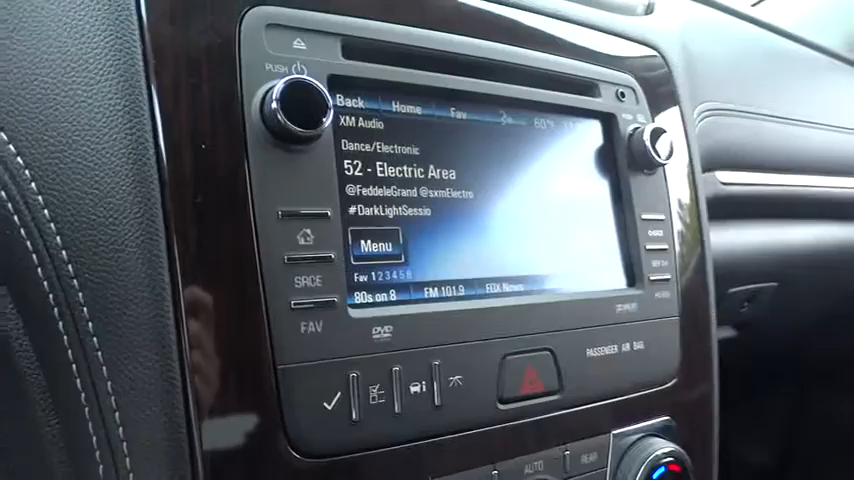 PUSH
Back Home Fav 60°
XM Audio
Dance/Electronic
52 - Electric Area
@FeddeleGrand @sxmElectro
#DARKLightSessio
Menu
Fav 1 2 3 4 5 6
80s on 8 FM 101.9 FOX News
SRCE
FAV
DVD
PASSENGER AIR BAG
AUTO
REAR